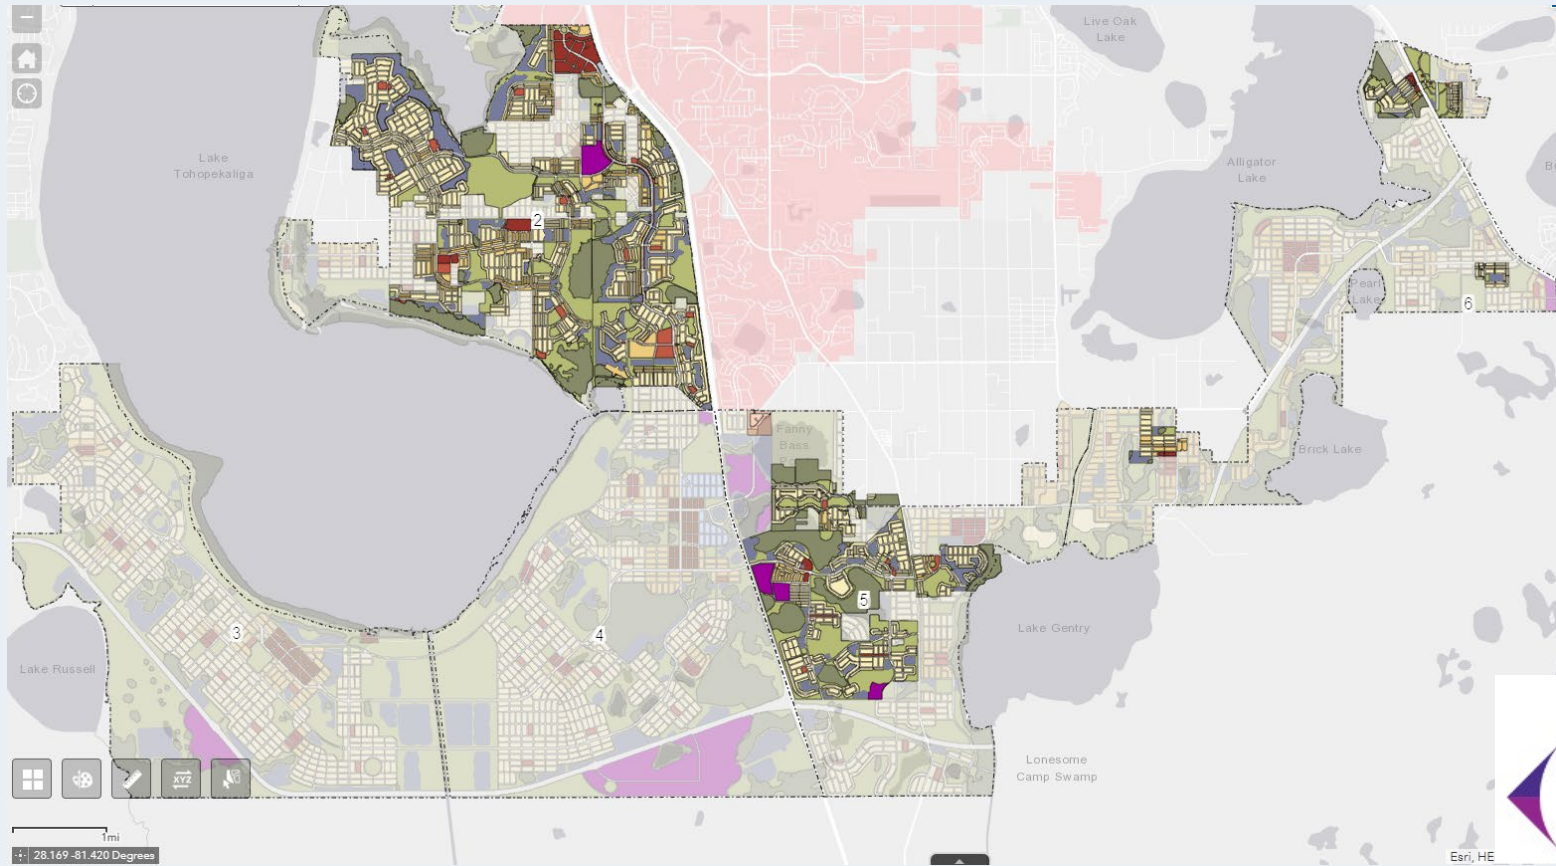 Live Oak
Lake
Lake
Tohopekaliga
Alligator
Lake
2
Pearl
Lake
6
Fanny
Bass
Brick Lake
5
3
4
Lake Gentry
Lake Russell
Lonesome
Camp Swamp
XYZ
1mi
28.169 -81.420 Degrees
Esri, HE